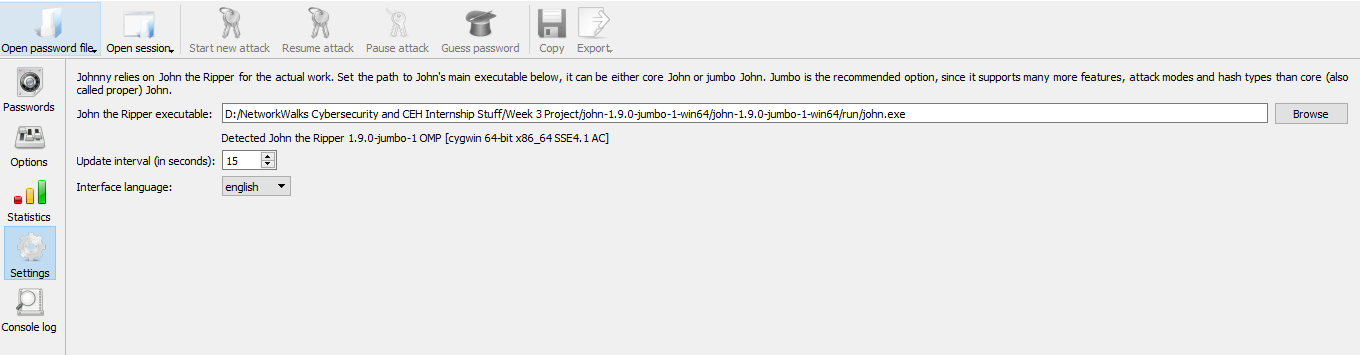 Open password file
Open session
Start new attack
Resume attack
Pause attack
Guess password
Copy
Export
Passwords
Options
Statistics
Settings
Console log
Johnny relies on John the Ripper for the actual work. Set the path to John's main executable below, it can be either core John or jumbo John. Jumbo is the recommended option, since it supports many more features, attack modes and hash types than core (also
called proper) John.
John the Ripper executable: D:/NetworkWalks Cybersecurity and CEH Internship Stuff/Week 3 Project/john-1.9.0-jumbo-1-win64/john-1.9.0-jumbo-1-win64/run/john.exe Browse
Detected John the Ripper 1.9.0-jumbo-1 OMP [cygwin 64-bit x86_64 SSE4.1 AC]
Update interval (in seconds): 15
Interface language: english